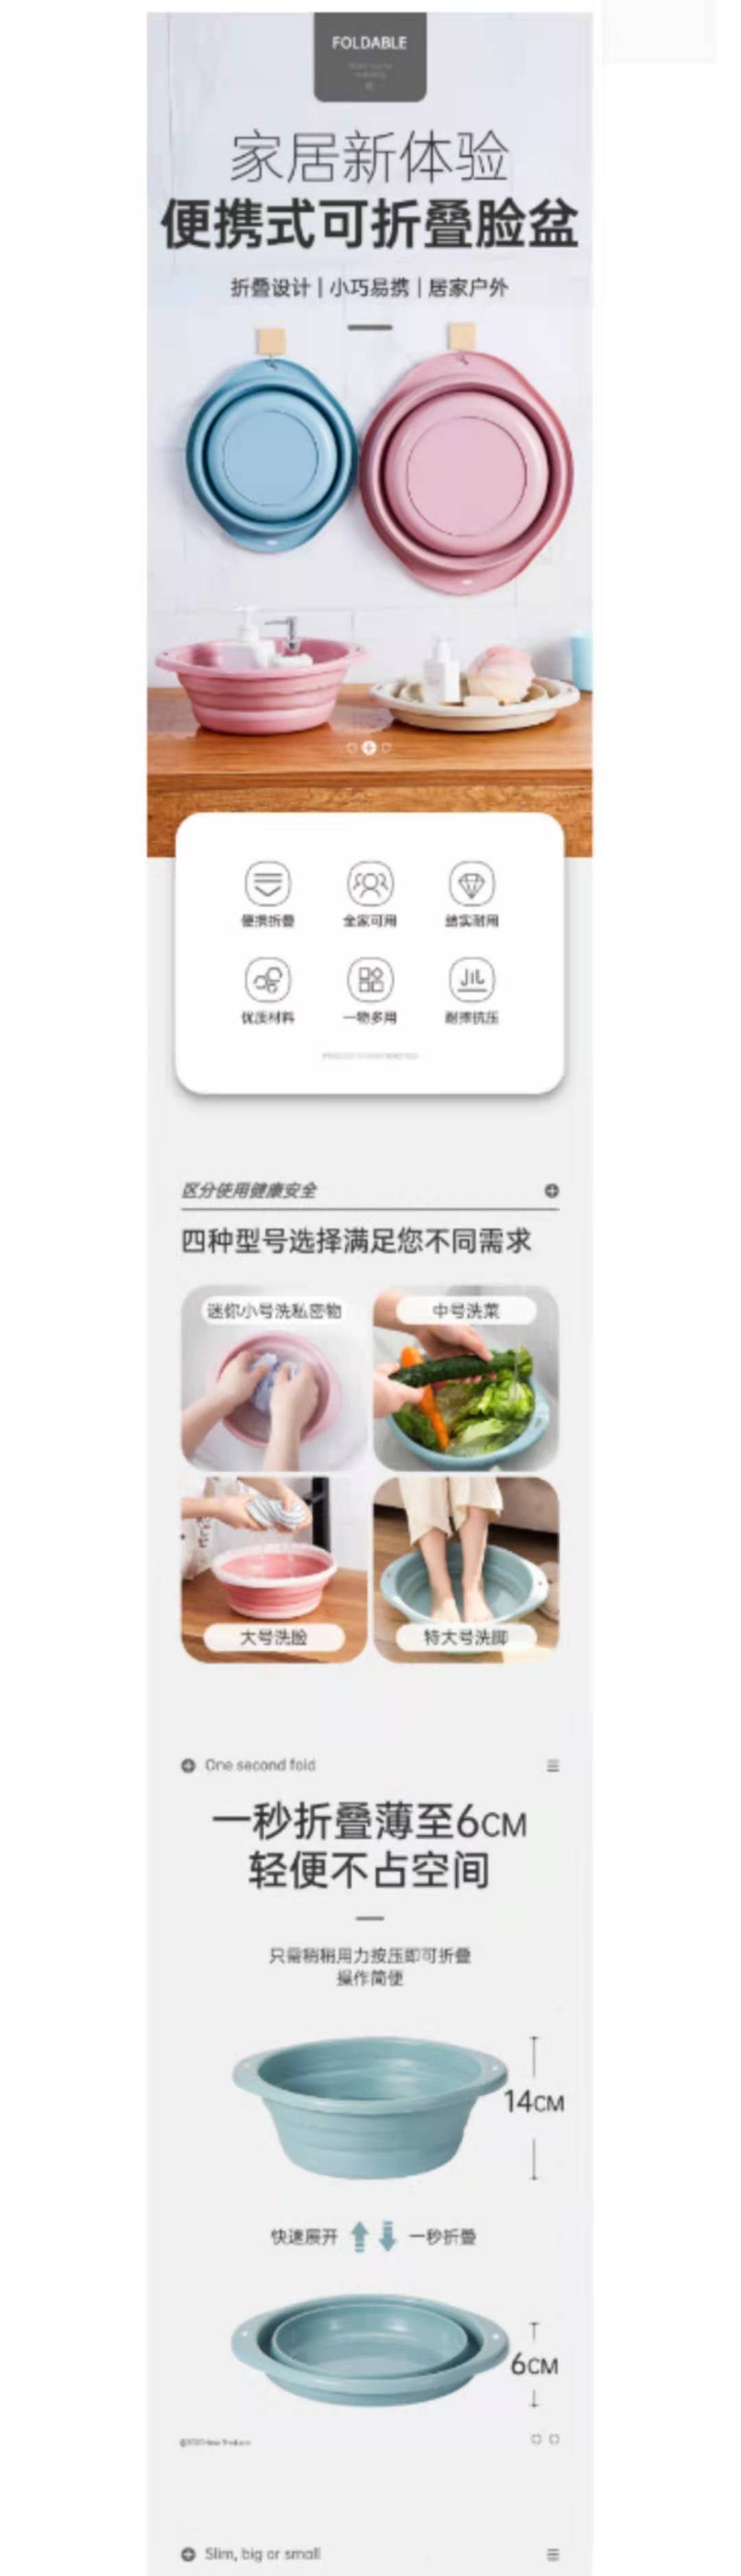 FOLDABLE
家居新体验
便携式可折叠脸盆
折叠设计 | 小巧易携 | 居家户外
便携折叠 全家可用 结实耐用
优质材料 一物多用 耐摔抗压
区分使用健康安全
四种型号选择满足您不同需求
迷你小号洗私密物 中号洗菜
大号洗脸 特大号洗脚
One second fold
一秒折叠薄至6CM
轻便不占空间
只需稍稍用力按压即可折叠
操作简便
14CM
快速展开 一秒折叠
6CM
Slim, big or small